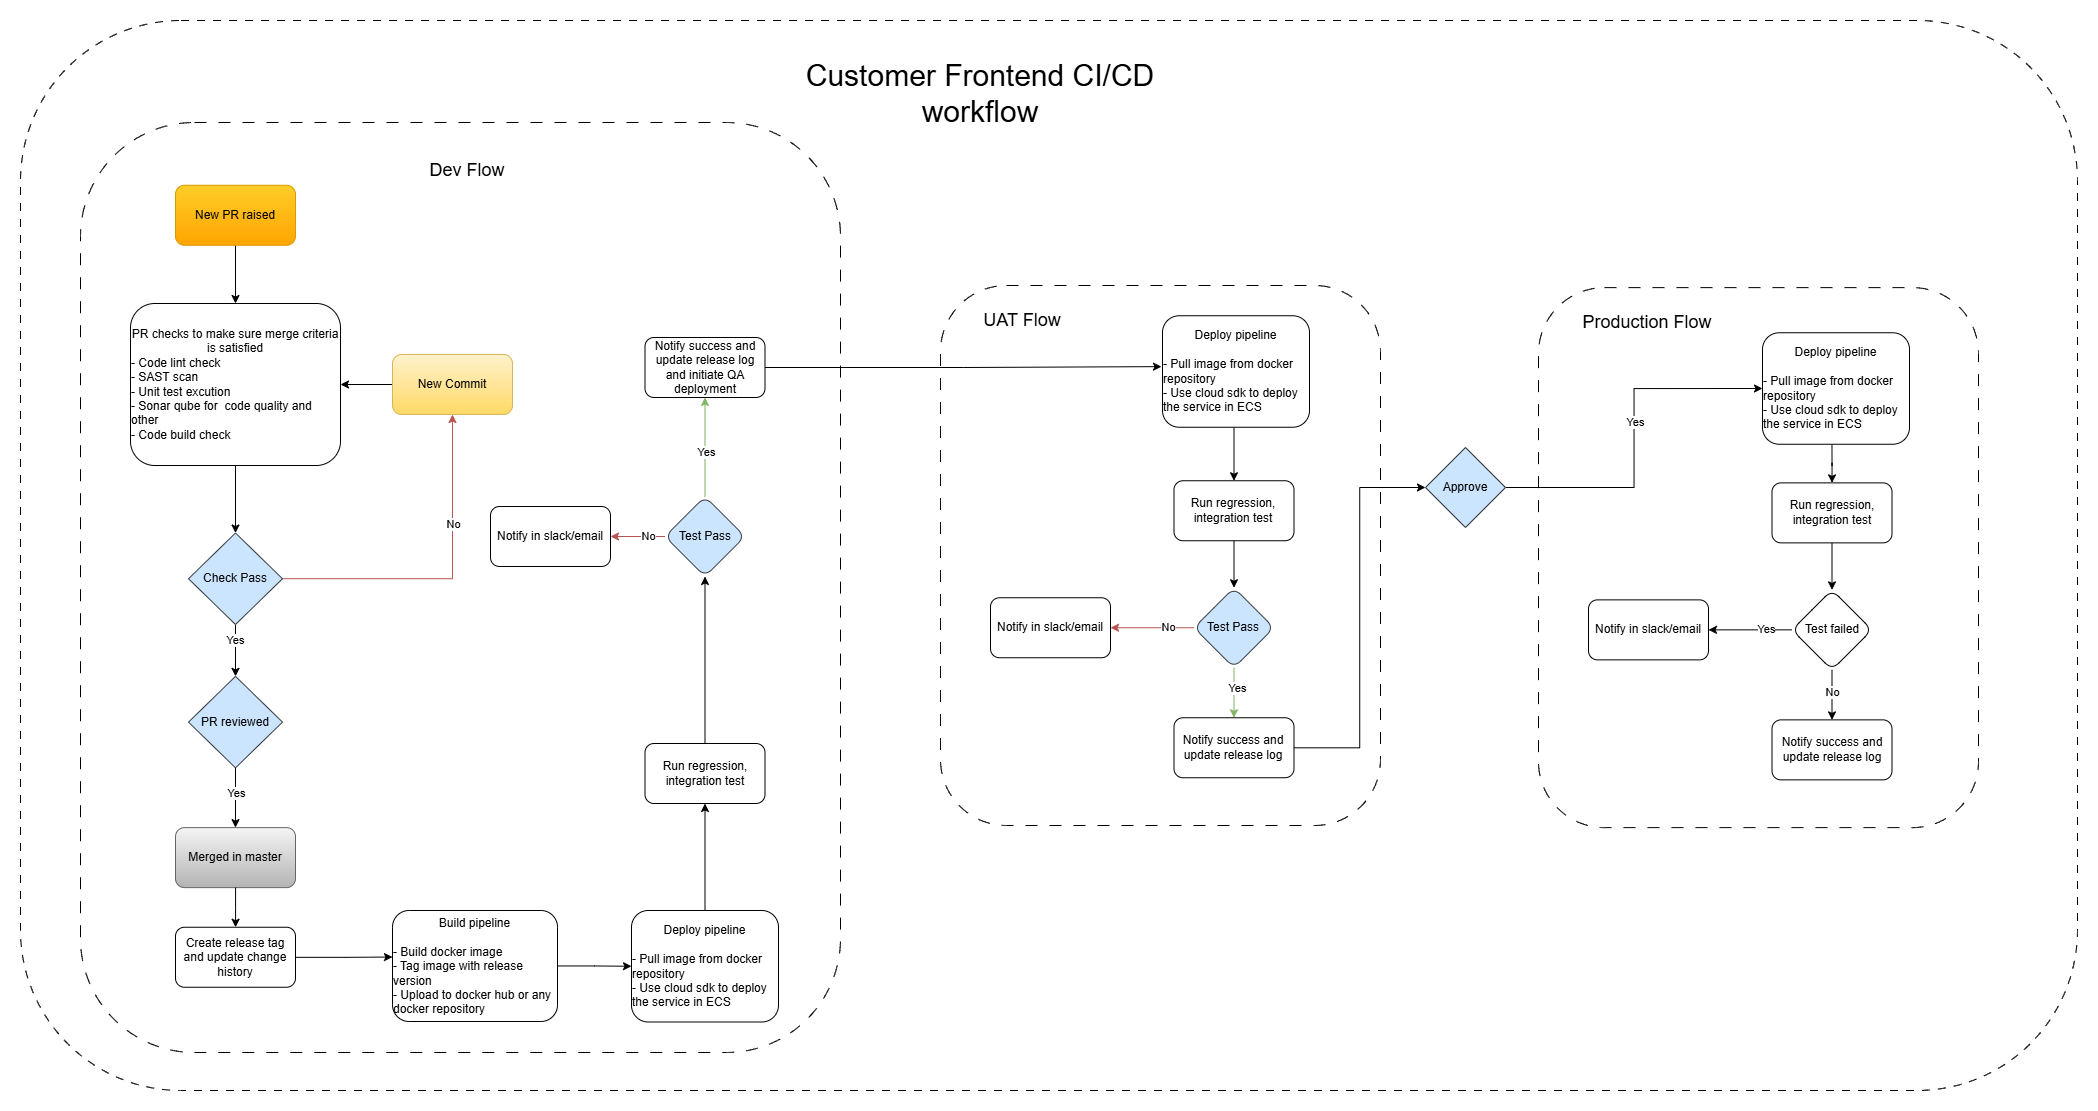 Customer Frontend CI/CD
workflow
Dev Flow
New PR raised
PR checks to make sure merge criteria
is satisfied
- Code lint check
- SAST scan
- Unit test excution
- Sonar qube for  code quality and
other
- Code build check
New Commit
No
Check Pass
Yes
PR reviewed
Yes
Merged in master
Create release tag
and update change
history
Build pipeline
- Build docker image
- Tag image with release
version
- Upload to docker hub or any
docker repository
Deploy pipeline
- Pull image from docker
repository
- Use cloud sdk to deploy
the service in ECS
Run regression,
integration test
Test Pass
No
Notify in slack/email
Yes
Notify success and
update release log
and initiate QA
deployment
UAT Flow
Deploy pipeline
- Pull image from docker
repository
- Use cloud sdk to deploy
the service in ECS
Run regression,
integration test
Test Pass
No
Notify in slack/email
Yes
Notify success and
update release log
Approve
Yes
Production Flow
Deploy pipeline
- Pull image from docker
repository
- Use cloud sdk to deploy
the service in ECS
Run regression,
integration test
Test failed
Yes
Notify in slack/email
No
Notify success and
update release log